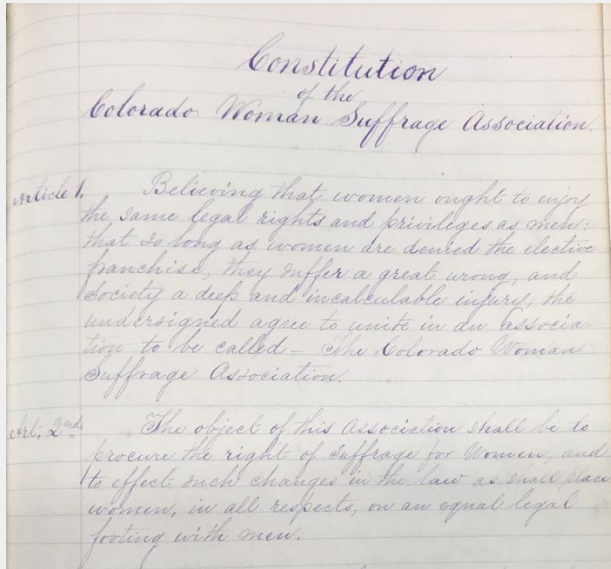 Constitution
of the
Colorado Woman Suffrage Association.
Article 1. Believing that women ought to enjoy
the same legal rights and privileges as men:
that so long as women are denied the elective
franchise, they suffer a great wrong, and
Society a deep and incalculable injury, the
undersigned agree to unite in an associa-
tion to be called – The Colorado Woman
Suffrage Association.
Art. 2nd. The object of this Association shall be to
procure the right of Suffrage for Women, and
to effect such changes in the law as shall place
women, in all respects, on an equal legal
footing with men.